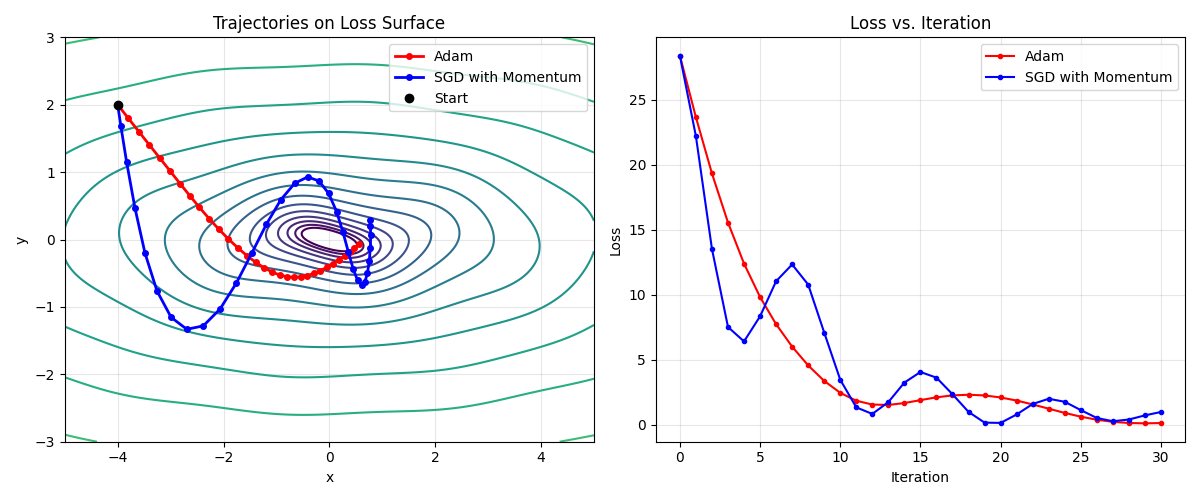 Trajectories on Loss Surface
Adam
SGD with Momentum
Start
3
2
1
0
−1
−2
−3
y
−4
−2
0
2
4
x
Loss vs. Iteration
Adam
SGD with Momentum
25
20
15
10
5
0
Loss
0
5
10
15
20
25
30
Iteration